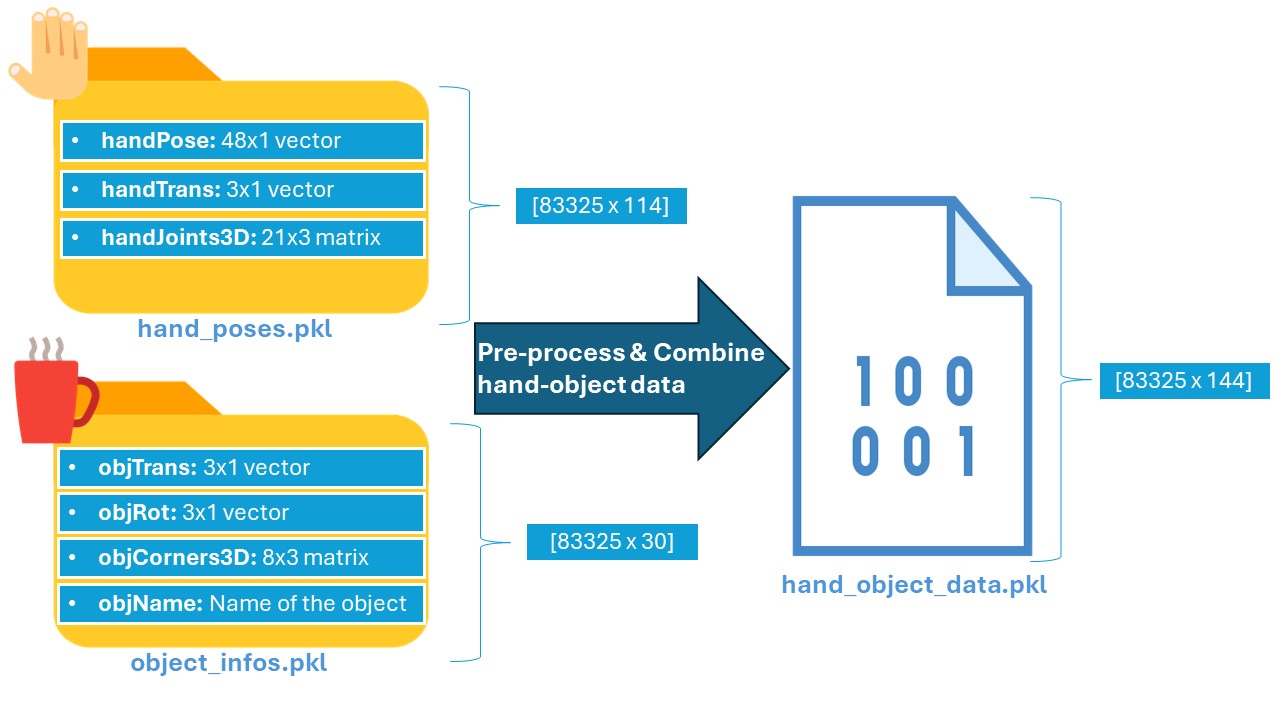 • handPose: 48x1 vector
• handTrans: 3x1 vector
• handJoints3D: 21x3 matrix
hand_poses.pkl
[83325 x 114]
• objTrans: 3x1 vector
• objRot: 3x1 vector
• objCorners3D: 8x3 matrix
• objName: Name of the object
object_infos.pkl
[83325 x 30]
Pre-process & Combine
hand-object data
1 0 0
0 0 1
hand_object_data.pkl
[83325 x 144]